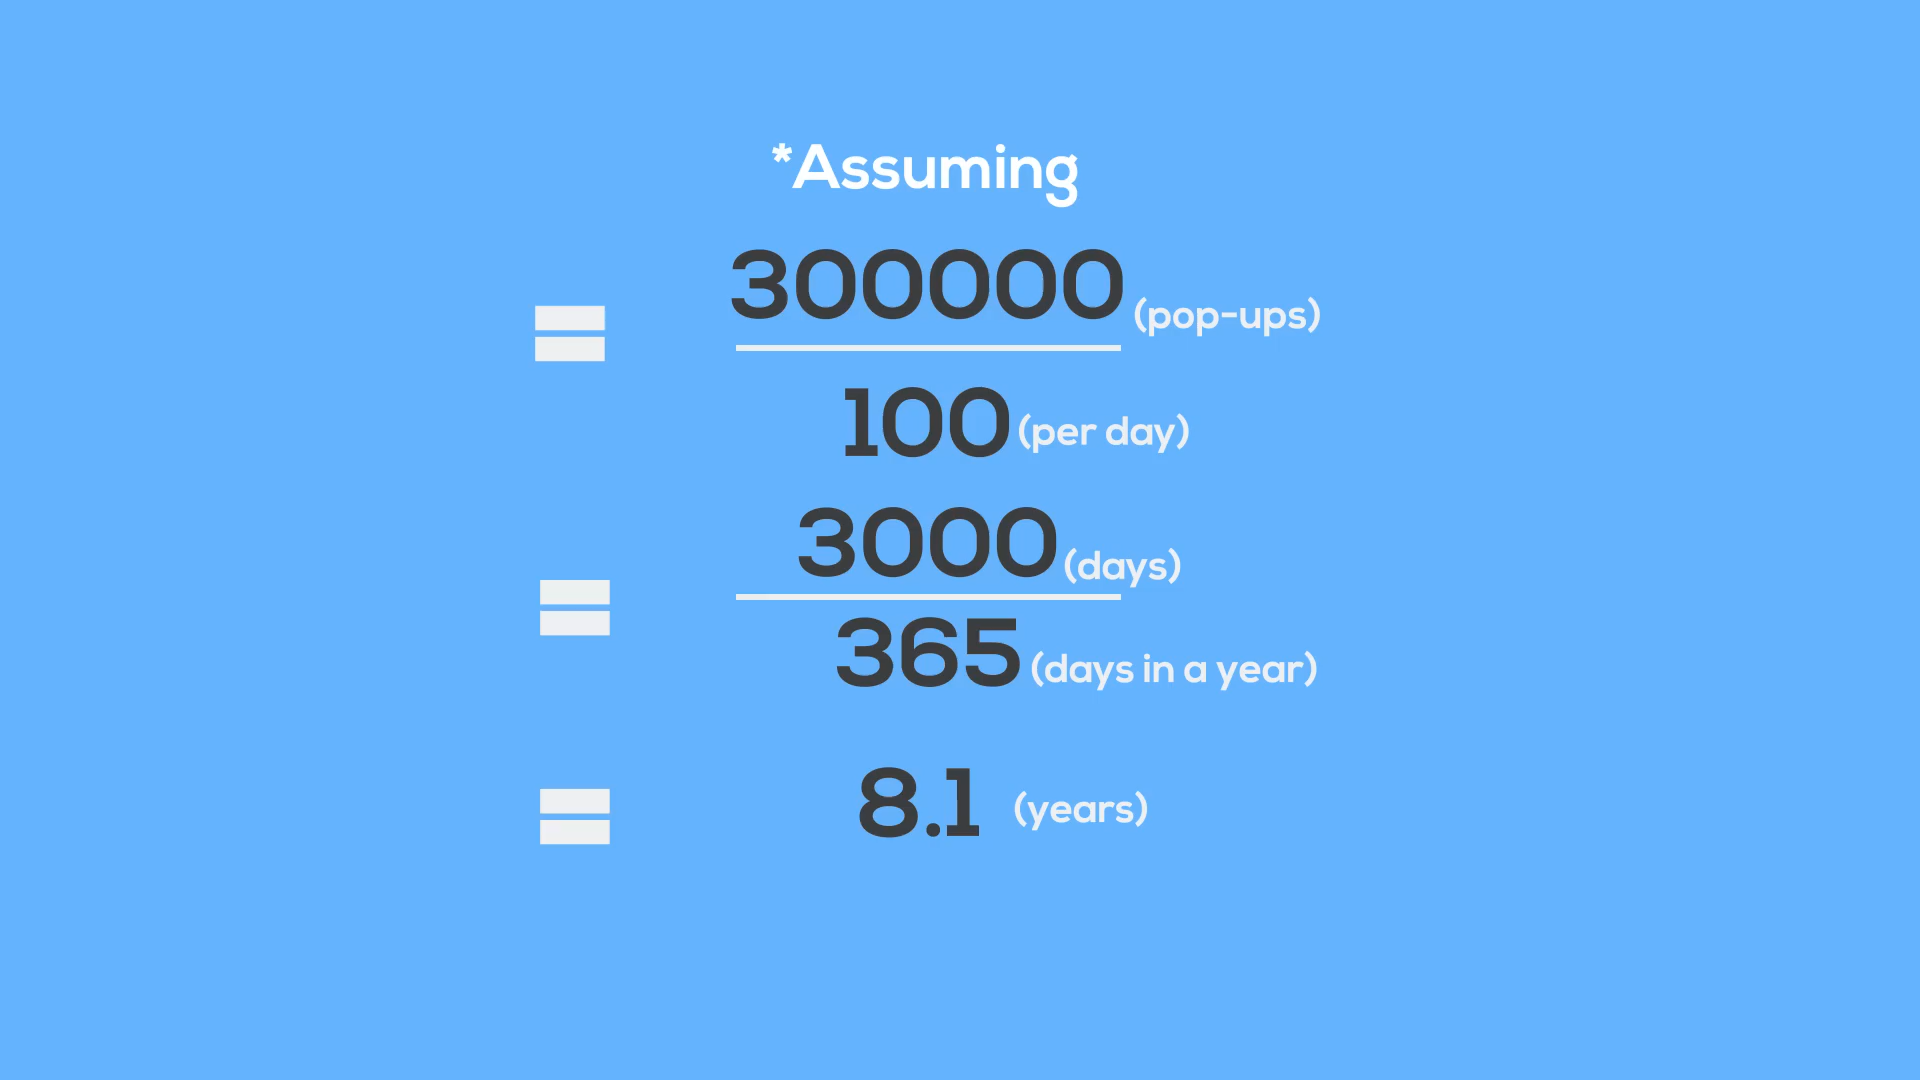 *Assuming
= 300000 (pop-ups)
100 (per day)
= 3000 (days)
365 (days in a year)
= 8.1 (years)